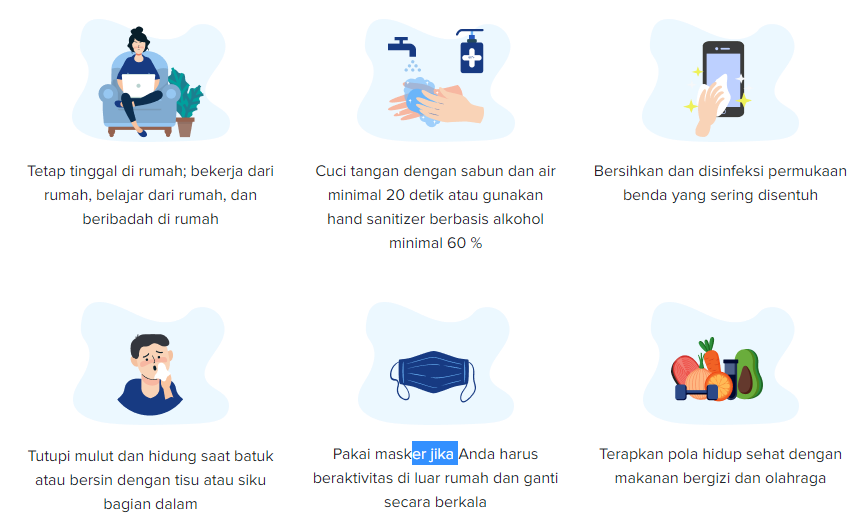 Tetap tinggal di rumah; bekerja dari
rumah, belajar dari rumah, dan
beribadah di rumah
Cuci tangan dengan sabun dan air
minimal 20 detik atau gunakan
hand sanitizer berbasis alkohol
minimal 60 %
Bersihkan dan disinfeksi permukaan
benda yang sering disentuh
Tutupi mulut dan hidung saat batuk
atau bersin dengan tisu atau siku
bagian dalam
Pakai masker jika Anda harus
beraktivitas di luar rumah dan ganti
secara berkala
Terapkan pola hidup sehat dengan
makanan bergizi dan olahraga